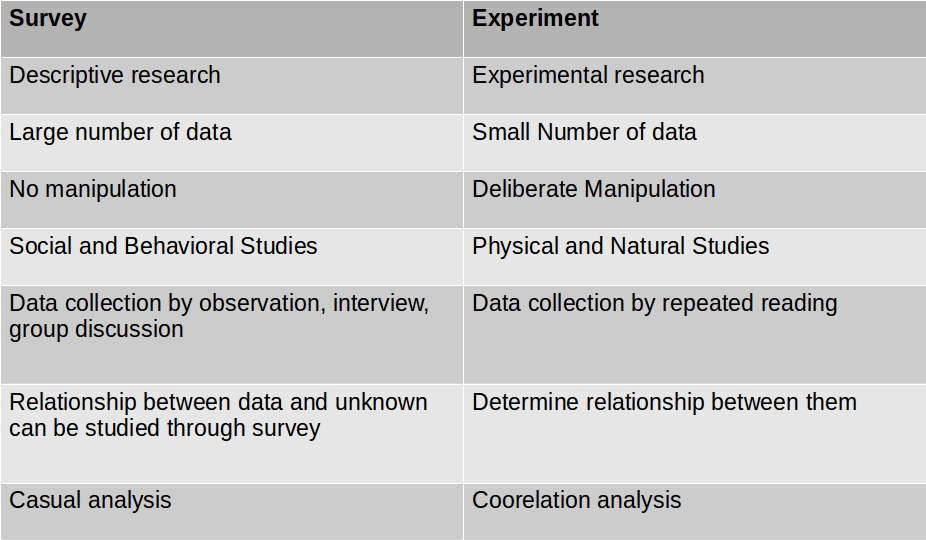 Survey
Experiment
Descriptive research
Experimental research
Large number of data
Small Number of data
No manipulation
Deliberate Manipulation
Social and Behavioral Studies
Physical and Natural Studies
Data collection by observation, interview,
group discussion
Data collection by repeated reading
Relationship between data and unknown
can be studied through survey
Determine relationship between them
Casual analysis
Coorelation analysis